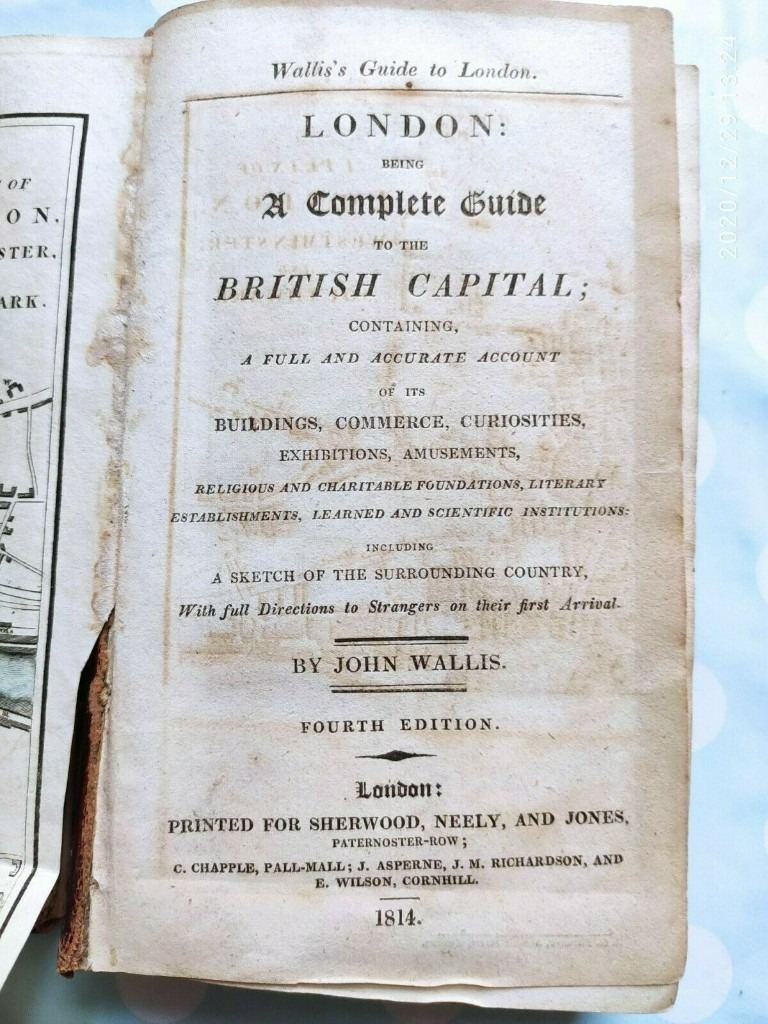 OF
ON,
STER,
ARK.
Wallis's Guide to London.
LONDON:
BEING
A Complete Guide
TO THE
BRITISH CAPITAL;
CONTAINING,
A FULL AND ACCURATE ACCOUNT
OF ITS
BUILDINGS, COMMERCE, CURIOSITIES,
EXHIBITIONS, AMUSEMENTS,
RELIGIOUS AND CHARITABLE FOUNDATIONS, LITERARY
ESTABLISHMENTS, LEARNED AND SCIENTIFIC INSTITUTIONS:
INCLUDING
A SKETCH OF THE SURROUNDING COUNTRY,
With full Directions to Strangers on their first Arrival.
BY JOHN WALLIS.
FOURTH EDITION.
London:
PRINTED FOR SHERWOOD, NEELY, AND JONES,
PATERNOSTER-ROW;
C. CHAPPLE, PALL-MALL; J. ASPERNE, J. M. RICHARDSON, AND
E. WILSON, CORNHILL.
1814.
2020/12/29 13:24